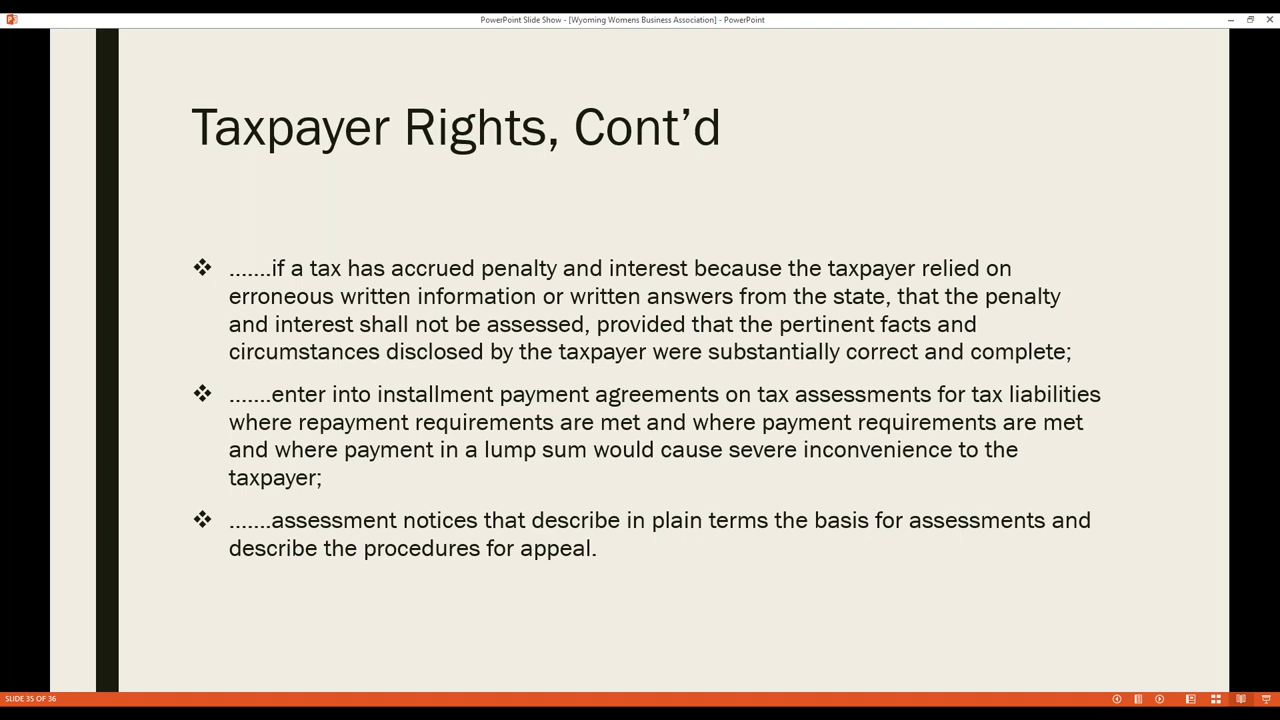 PowerPoint Slide Show - [Wyoming Womens Business Association] - PowerPoint
Taxpayer Rights, Cont’d
❖ .......if a tax has accrued penalty and interest because the taxpayer relied on
erroneous written information or written answers from the state, that the penalty
and interest shall not be assessed, provided that the pertinent facts and
circumstances disclosed by the taxpayer were substantially correct and complete;
❖ .......enter into installment payment agreements on tax assessments for tax liabilities
where repayment requirements are met and where payment requirements are met
and where payment in a lump sum would cause severe inconvenience to the
taxpayer;
❖ .......assessment notices that describe in plain terms the basis for assessments and
describe the procedures for appeal.
SLIDE 35 OF 36